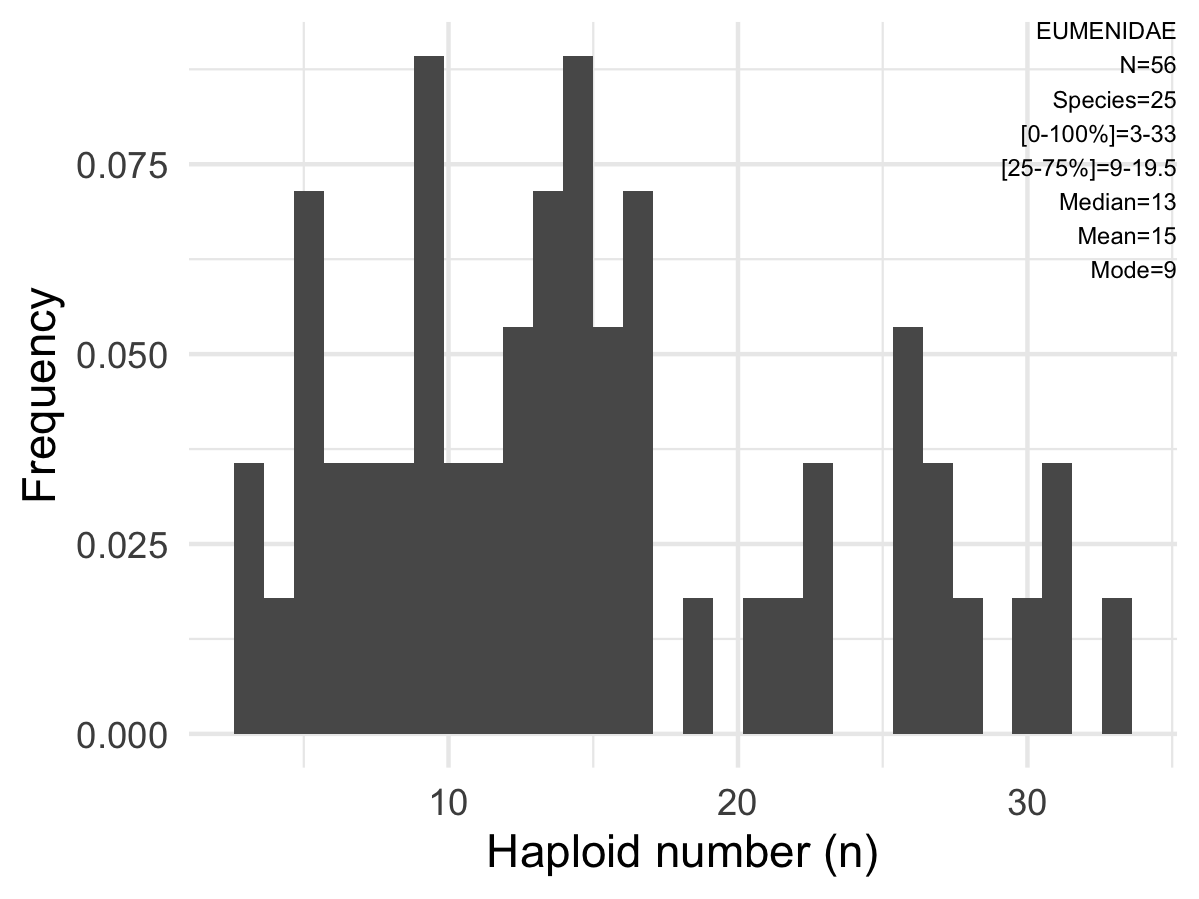 EUMENIDAE
N=56
Species=25
[0-100%]=3-33
[25-75%]=9-19.5
Median=13
Mean=15
Mode=9
Frequency
0.075
0.050
0.025
0.000
10 20 30
Haploid number (n)